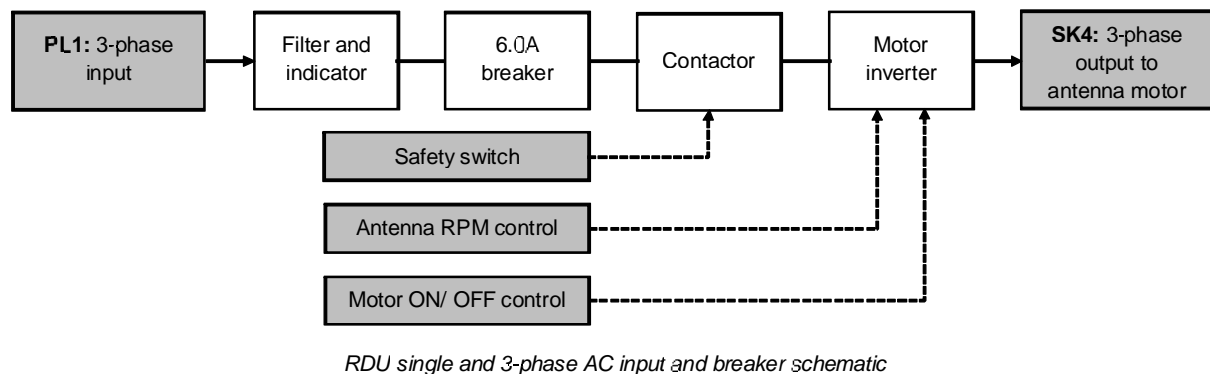 PL1: 3-phase
input
Filter and
indicator
6.0A
breaker
Contactor
Motor
inverter
SK4: 3-phase
output to
antenna motor
Safety switch
Antenna RPM control
Motor ON/ OFF control
RDU single and 3-phase AC input and breaker schematic